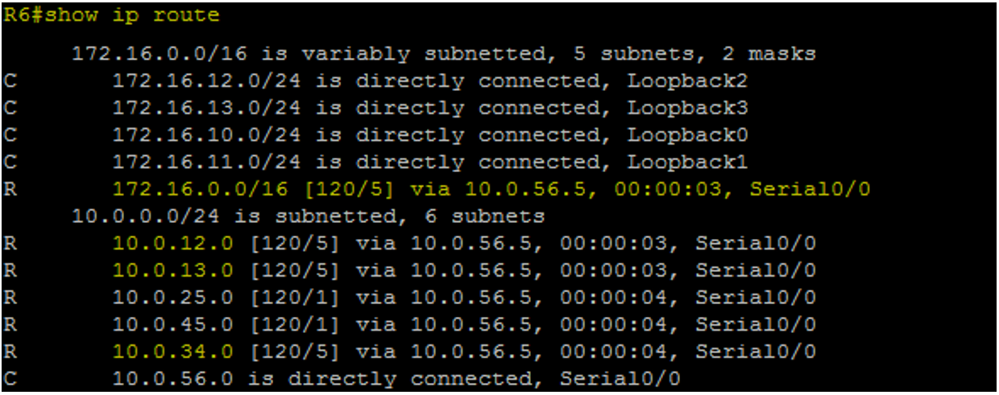 R6#show ip route
172.16.0.0/16 is variably subnetted, 5 subnets, 2 masks
C 172.16.12.0/24 is directly connected, Loopback2
C 172.16.13.0/24 is directly connected, Loopback3
C 172.16.10.0/24 is directly connected, Loopback0
C 172.16.11.0/24 is directly connected, Loopback1
R 172.16.0.0/16 [120/5] via 10.0.56.5, 00:00:03, Serial0/0
10.0.0.0/24 is subnetted, 6 subnets
R 10.0.12.0 [120/5] via 10.0.56.5, 00:00:03, Serial0/0
R 10.0.13.0 [120/5] via 10.0.56.5, 00:00:03, Serial0/0
R 10.0.25.0 [120/1] via 10.0.56.5, 00:00:04, Serial0/0
R 10.0.45.0 [120/1] via 10.0.56.5, 00:00:04, Serial0/0
R 10.0.34.0 [120/5] via 10.0.56.5, 00:00:04, Serial0/0
C 10.0.56.0 is directly connected, Serial0/0